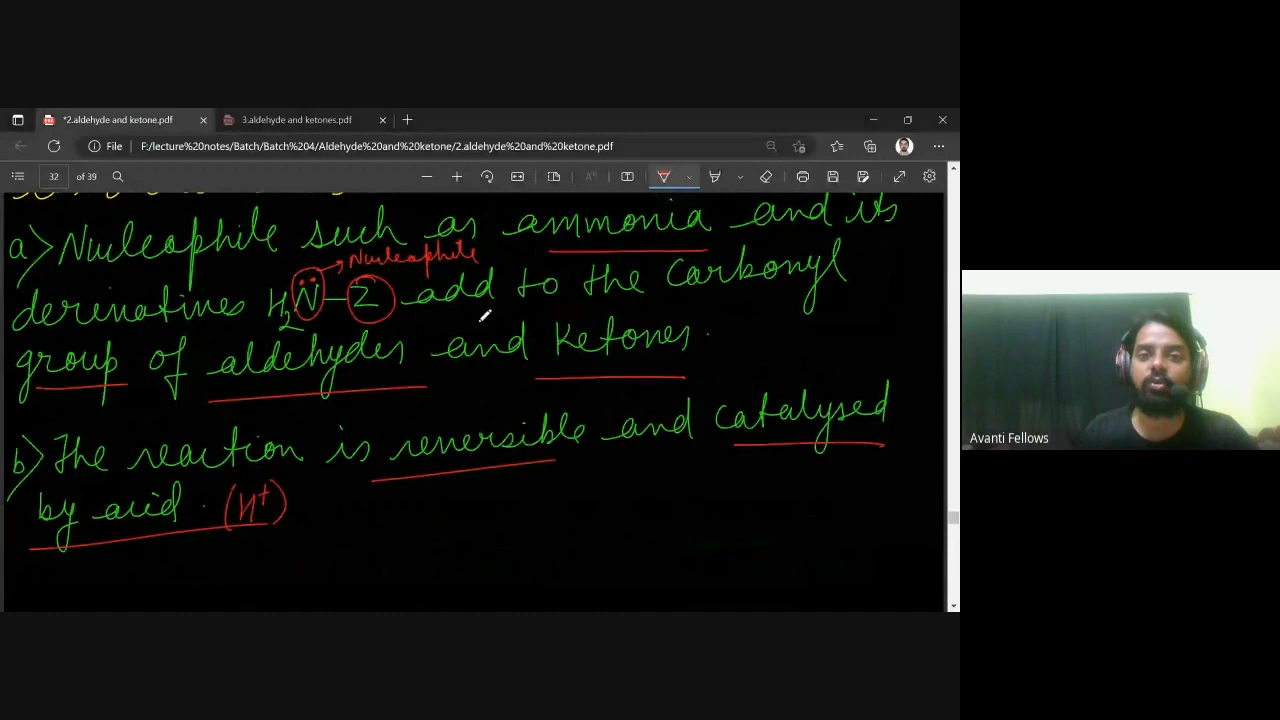 *2.aldehyde and ketone.pdf
3.aldehyde and ketones.pdf
File
F:/lecture%20notes/Batch/Batch%204/Aldehyde%20and%20ketone/2.aldehyde%20and%20ketone.pdf
32 of 39
a) Nucleophile such as ammonia and its
→ Nucleophile
derivatives H₂N̈–Z add to the Carbonyl
group of aldehydes and Ketones.
b) The reaction is reversible and catalysed
by acid. (H⁺)
Avanti Fellows